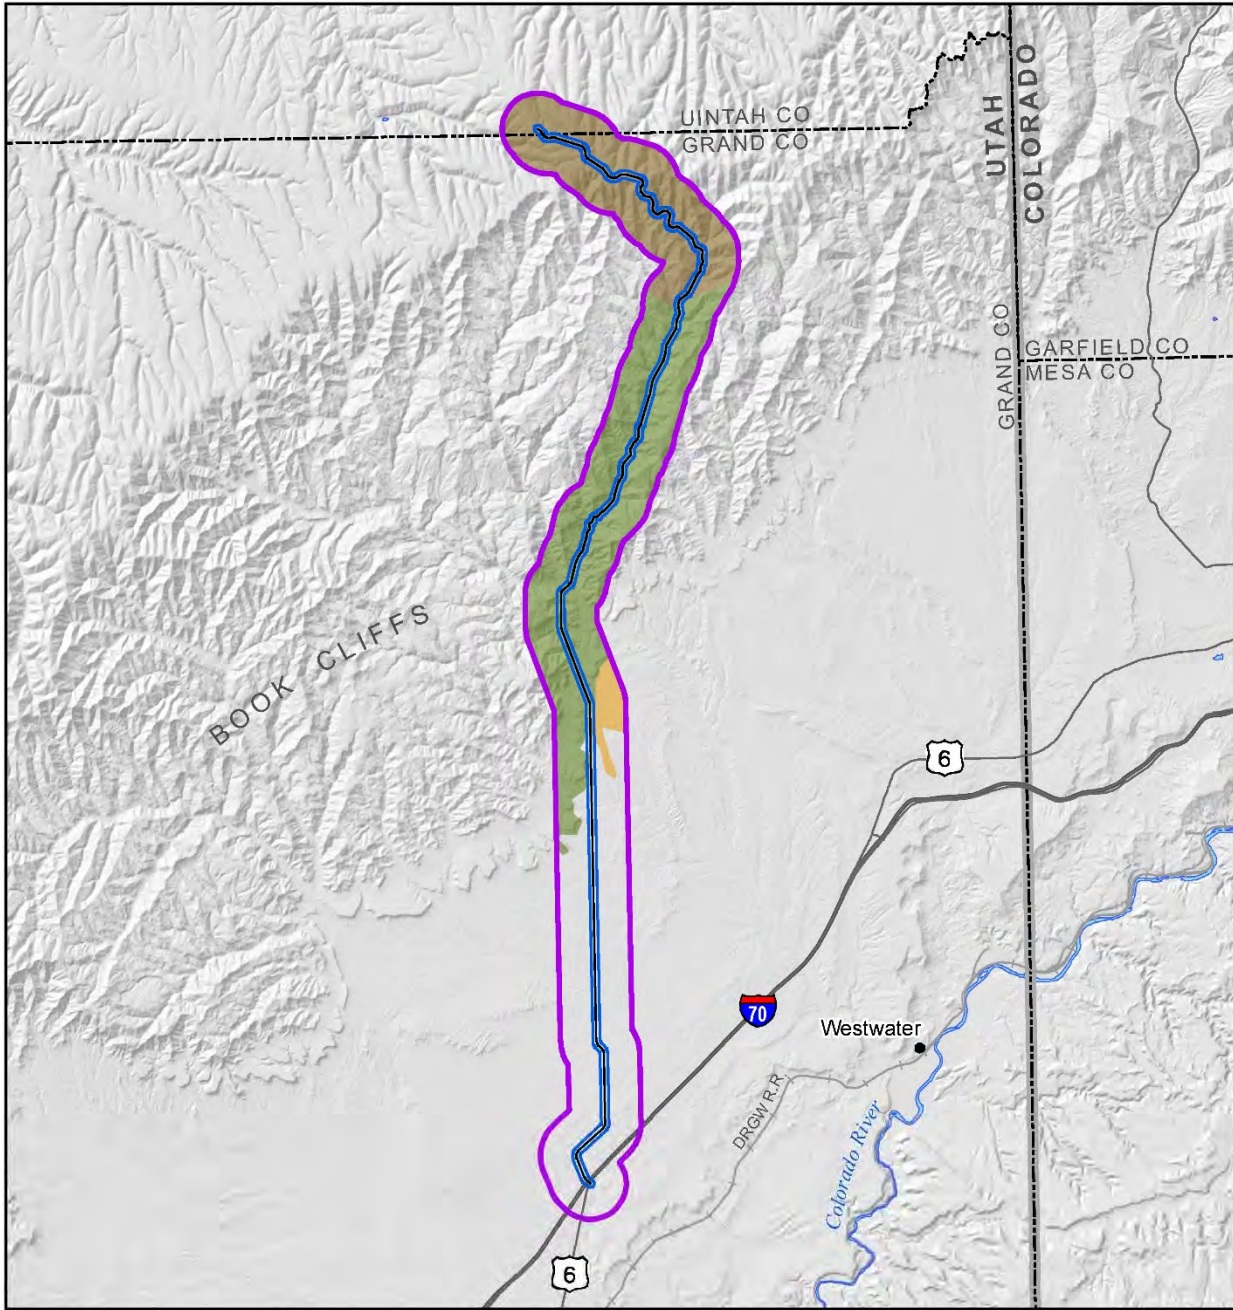 UINTAH CO
GRAND CO
UTAH
COLORADO
GRAND CO
GARFIELD CO
MESA CO
BOOK CLIFFS
6
70
Westwater
DRGW R.R.
Colorado River
6